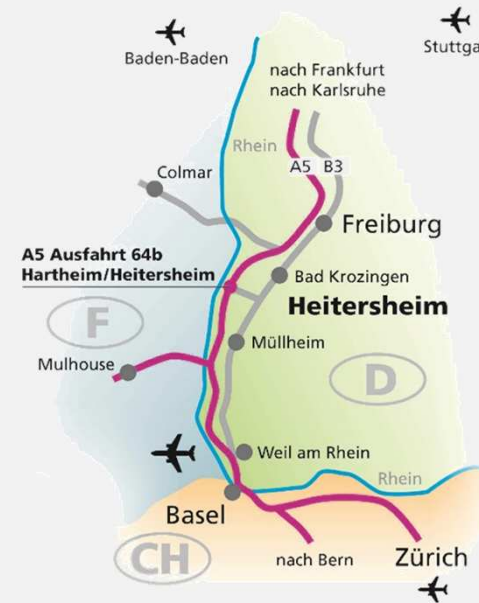 Baden-Baden
Stuttga
nach Frankfurt
nach Karlsruhe
Rhein
A5 B3
Colmar
Freiburg
A5 Ausfahrt 64b
Hartheim/Heitersheim
Bad Krozingen
Heitersheim
F
Müllheim
Mulhouse
D
Weil am Rhein
Rhein
Basel
CH
nach Bern
Zürich